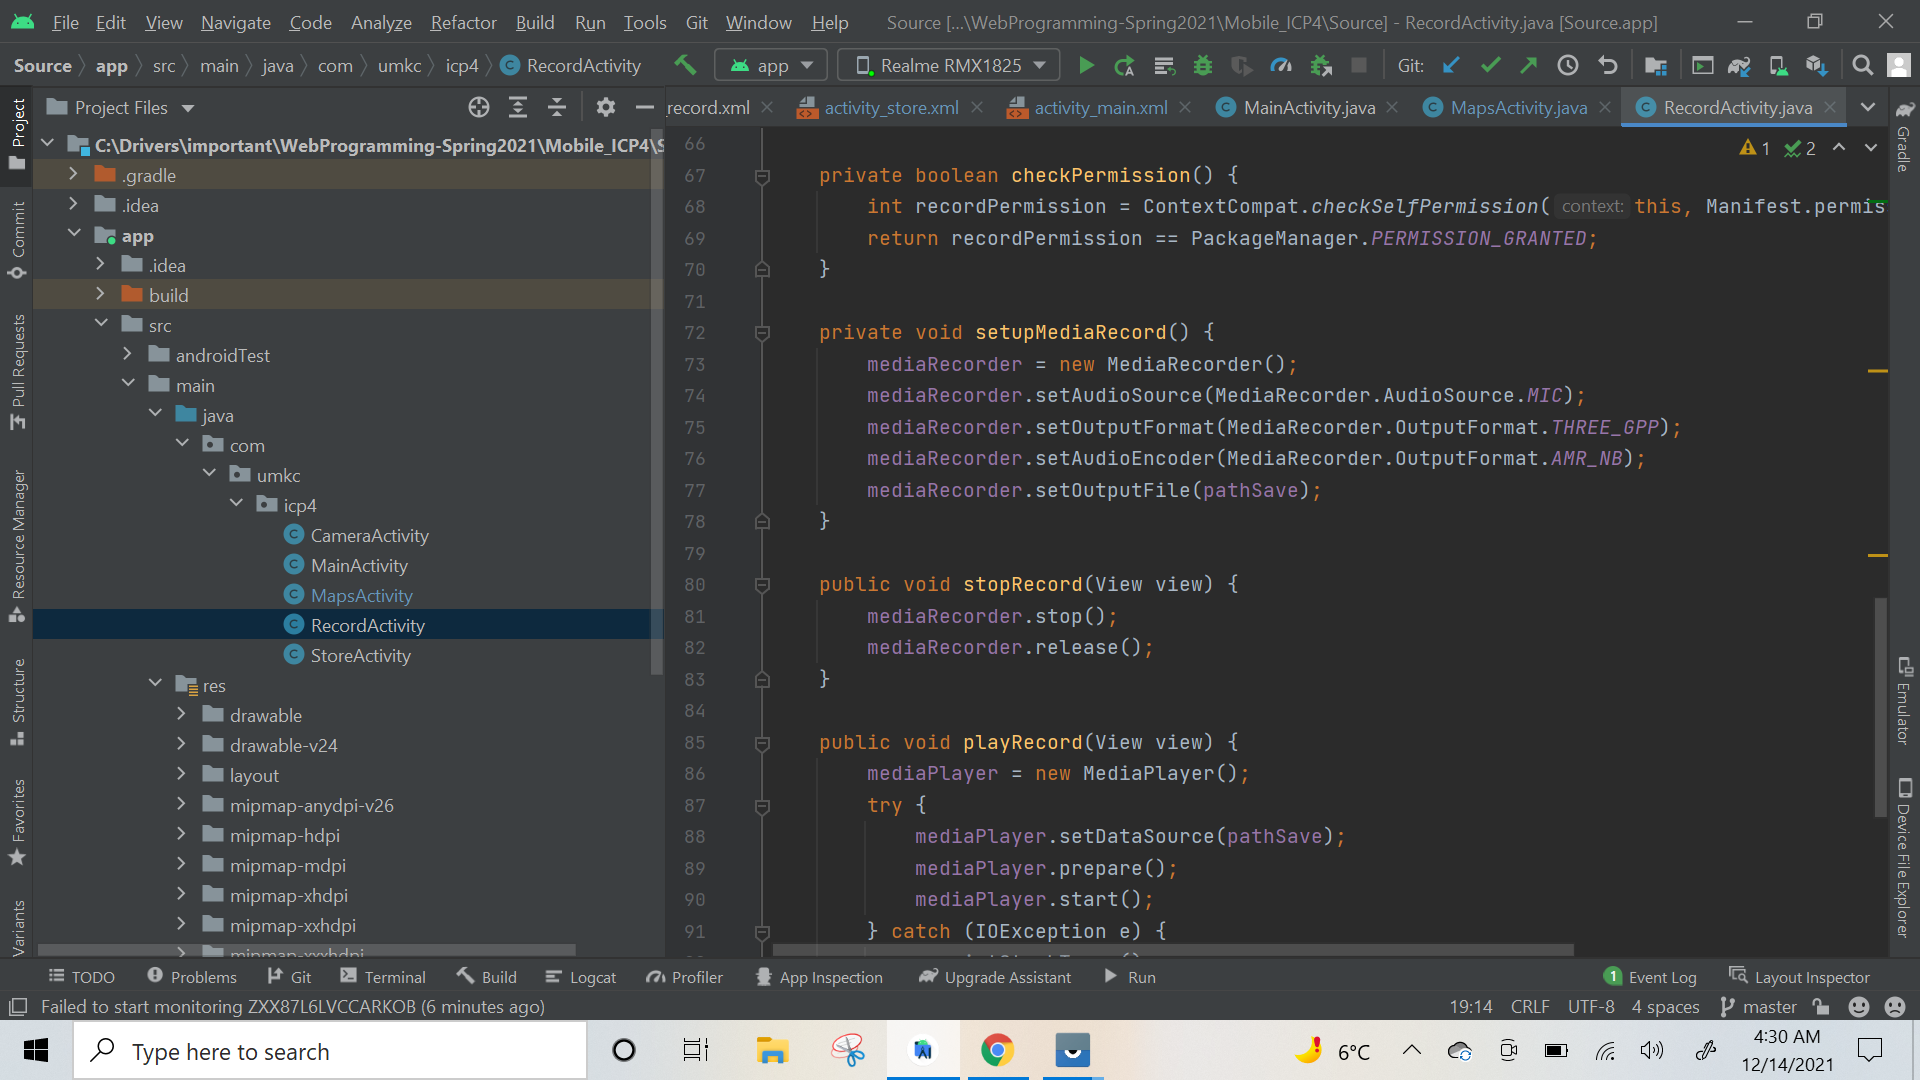 File Edit View Navigate Code Analyze Refactor Build Run Tools Git Window Help Source [...\WebProgramming-Spring2021\Mobile_ICP4\Source] - RecordActivity.java [Source.app]
Source app src main java com umkc icp4 RecordActivity app Realme RMX1825 Git:
Project Files
record.xml activity_store.xml activity_main.xml MainActivity.java MapsActivity.java RecordActivity.java
C:\Drivers\important\WebProgramming-Spring2021\Mobile_ICP4\S
.gradle
.idea
app
.idea
build
src
androidTest
main
java
com
umkc
icp4
CameraActivity
MainActivity
MapsActivity
RecordActivity
StoreActivity
res
drawable
drawable-v24
layout
mipmap-anydpi-v26
mipmap-hdpi
mipmap-mdpi
mipmap-xhdpi
mipmap-xxhdpi
mipmap-xxxhdpi
Project
Commit
Pull Requests
Resource Manager
Structure
Favorites
Variants
1 2
66
67 private boolean checkPermission() {
68 int recordPermission = ContextCompat.checkSelfPermission( context: this, Manifest.permis
69 return recordPermission == PackageManager.PERMISSION_GRANTED;
70 }
71
72 private void setupMediaRecord() {
73 mediaRecorder = new MediaRecorder();
74 mediaRecorder.setAudioSource(MediaRecorder.AudioSource.MIC);
75 mediaRecorder.setOutputFormat(MediaRecorder.OutputFormat.THREE_GPP);
76 mediaRecorder.setAudioEncoder(MediaRecorder.OutputFormat.AMR_NB);
77 mediaRecorder.setOutputFile(pathSave);
78 }
79
80 public void stopRecord(View view) {
81 mediaRecorder.stop();
82 mediaRecorder.release();
83 }
84
85 public void playRecord(View view) {
86 mediaPlayer = new MediaPlayer();
87 try {
88 mediaPlayer.setDataSource(pathSave);
89 mediaPlayer.prepare();
90 mediaPlayer.start();
91 } catch (IOException e) {
Gradle
Emulator
Device File Explorer
TODO Problems Git Terminal Build Logcat Profiler App Inspection Upgrade Assistant Run 1 Event Log Layout Inspector
Failed to start monitoring ZXX87L6LVCCARKOB (6 minutes ago) 19:14 CRLF UTF-8 4 spaces master
Type here to search
6°C
4:30 AM
12/14/2021